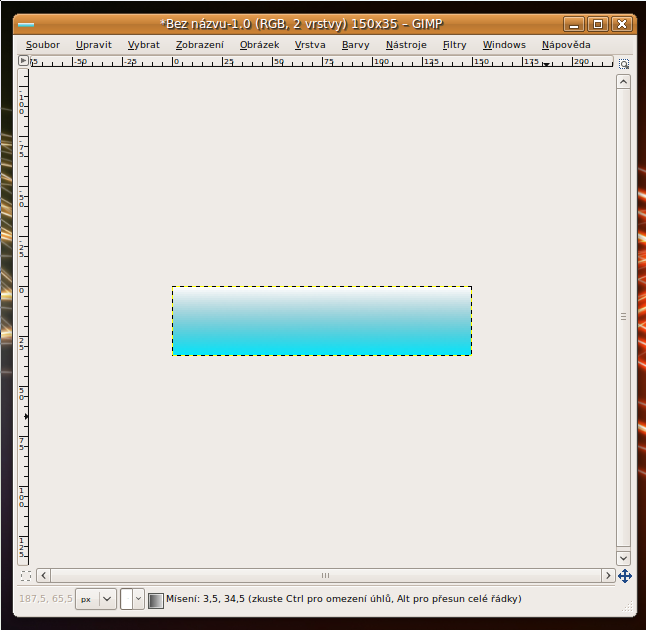 *Bez názvu-1.0 (RGB, 2 vrstvy) 150x35 – GIMP
Soubor Upravit Vybrat Zobrazení Obrázek Vrstva Barvy Nástroje Filtry Windows Nápověda
-50 -25 0 25 50 75 100 125 150 175 200
-100
-75
-50
-25
0
25
50
75
100
125
187,5, 65,5 px Mísení: 3,5, 34,5 (zkuste Ctrl pro omezení úhlů, Alt pro přesun celé řádky)